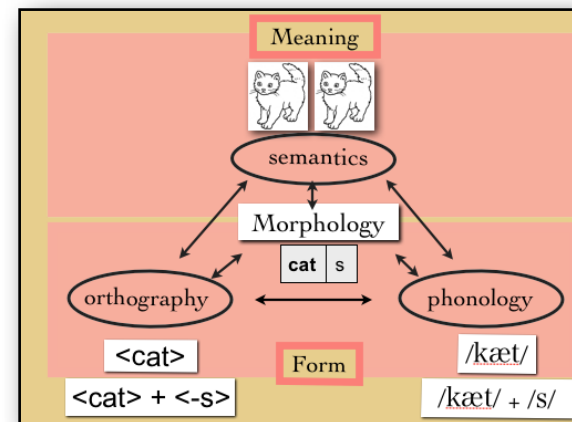 Meaning
semantics
Morphology
cat s
orthography
phonology
<cat>
/kæt/
Form
<cat> + <-s>
/kæt/ + /s/